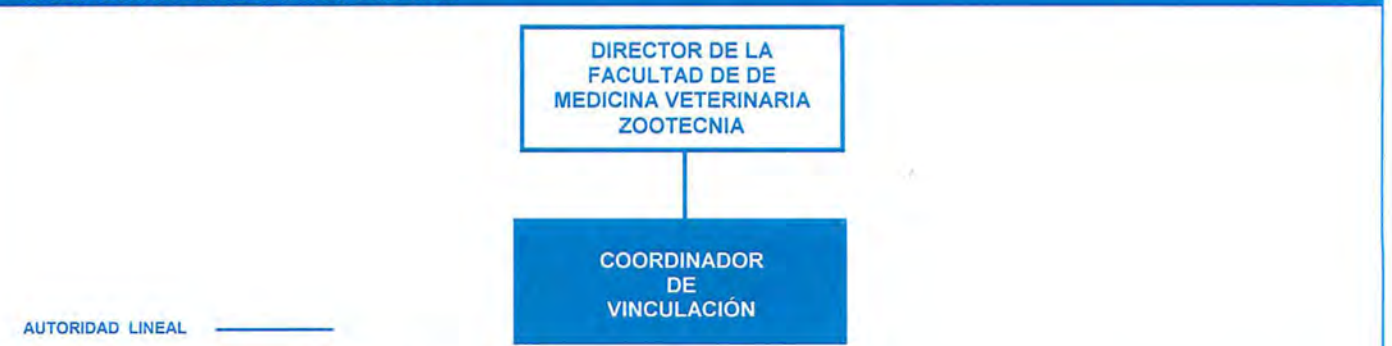 DIRECTOR DE LA
FACULTAD DE DE
MEDICINA VETERINARIA
ZOOTECNIA
COORDINADOR
DE
VINCULACIÓN
AUTORIDAD LINEAL